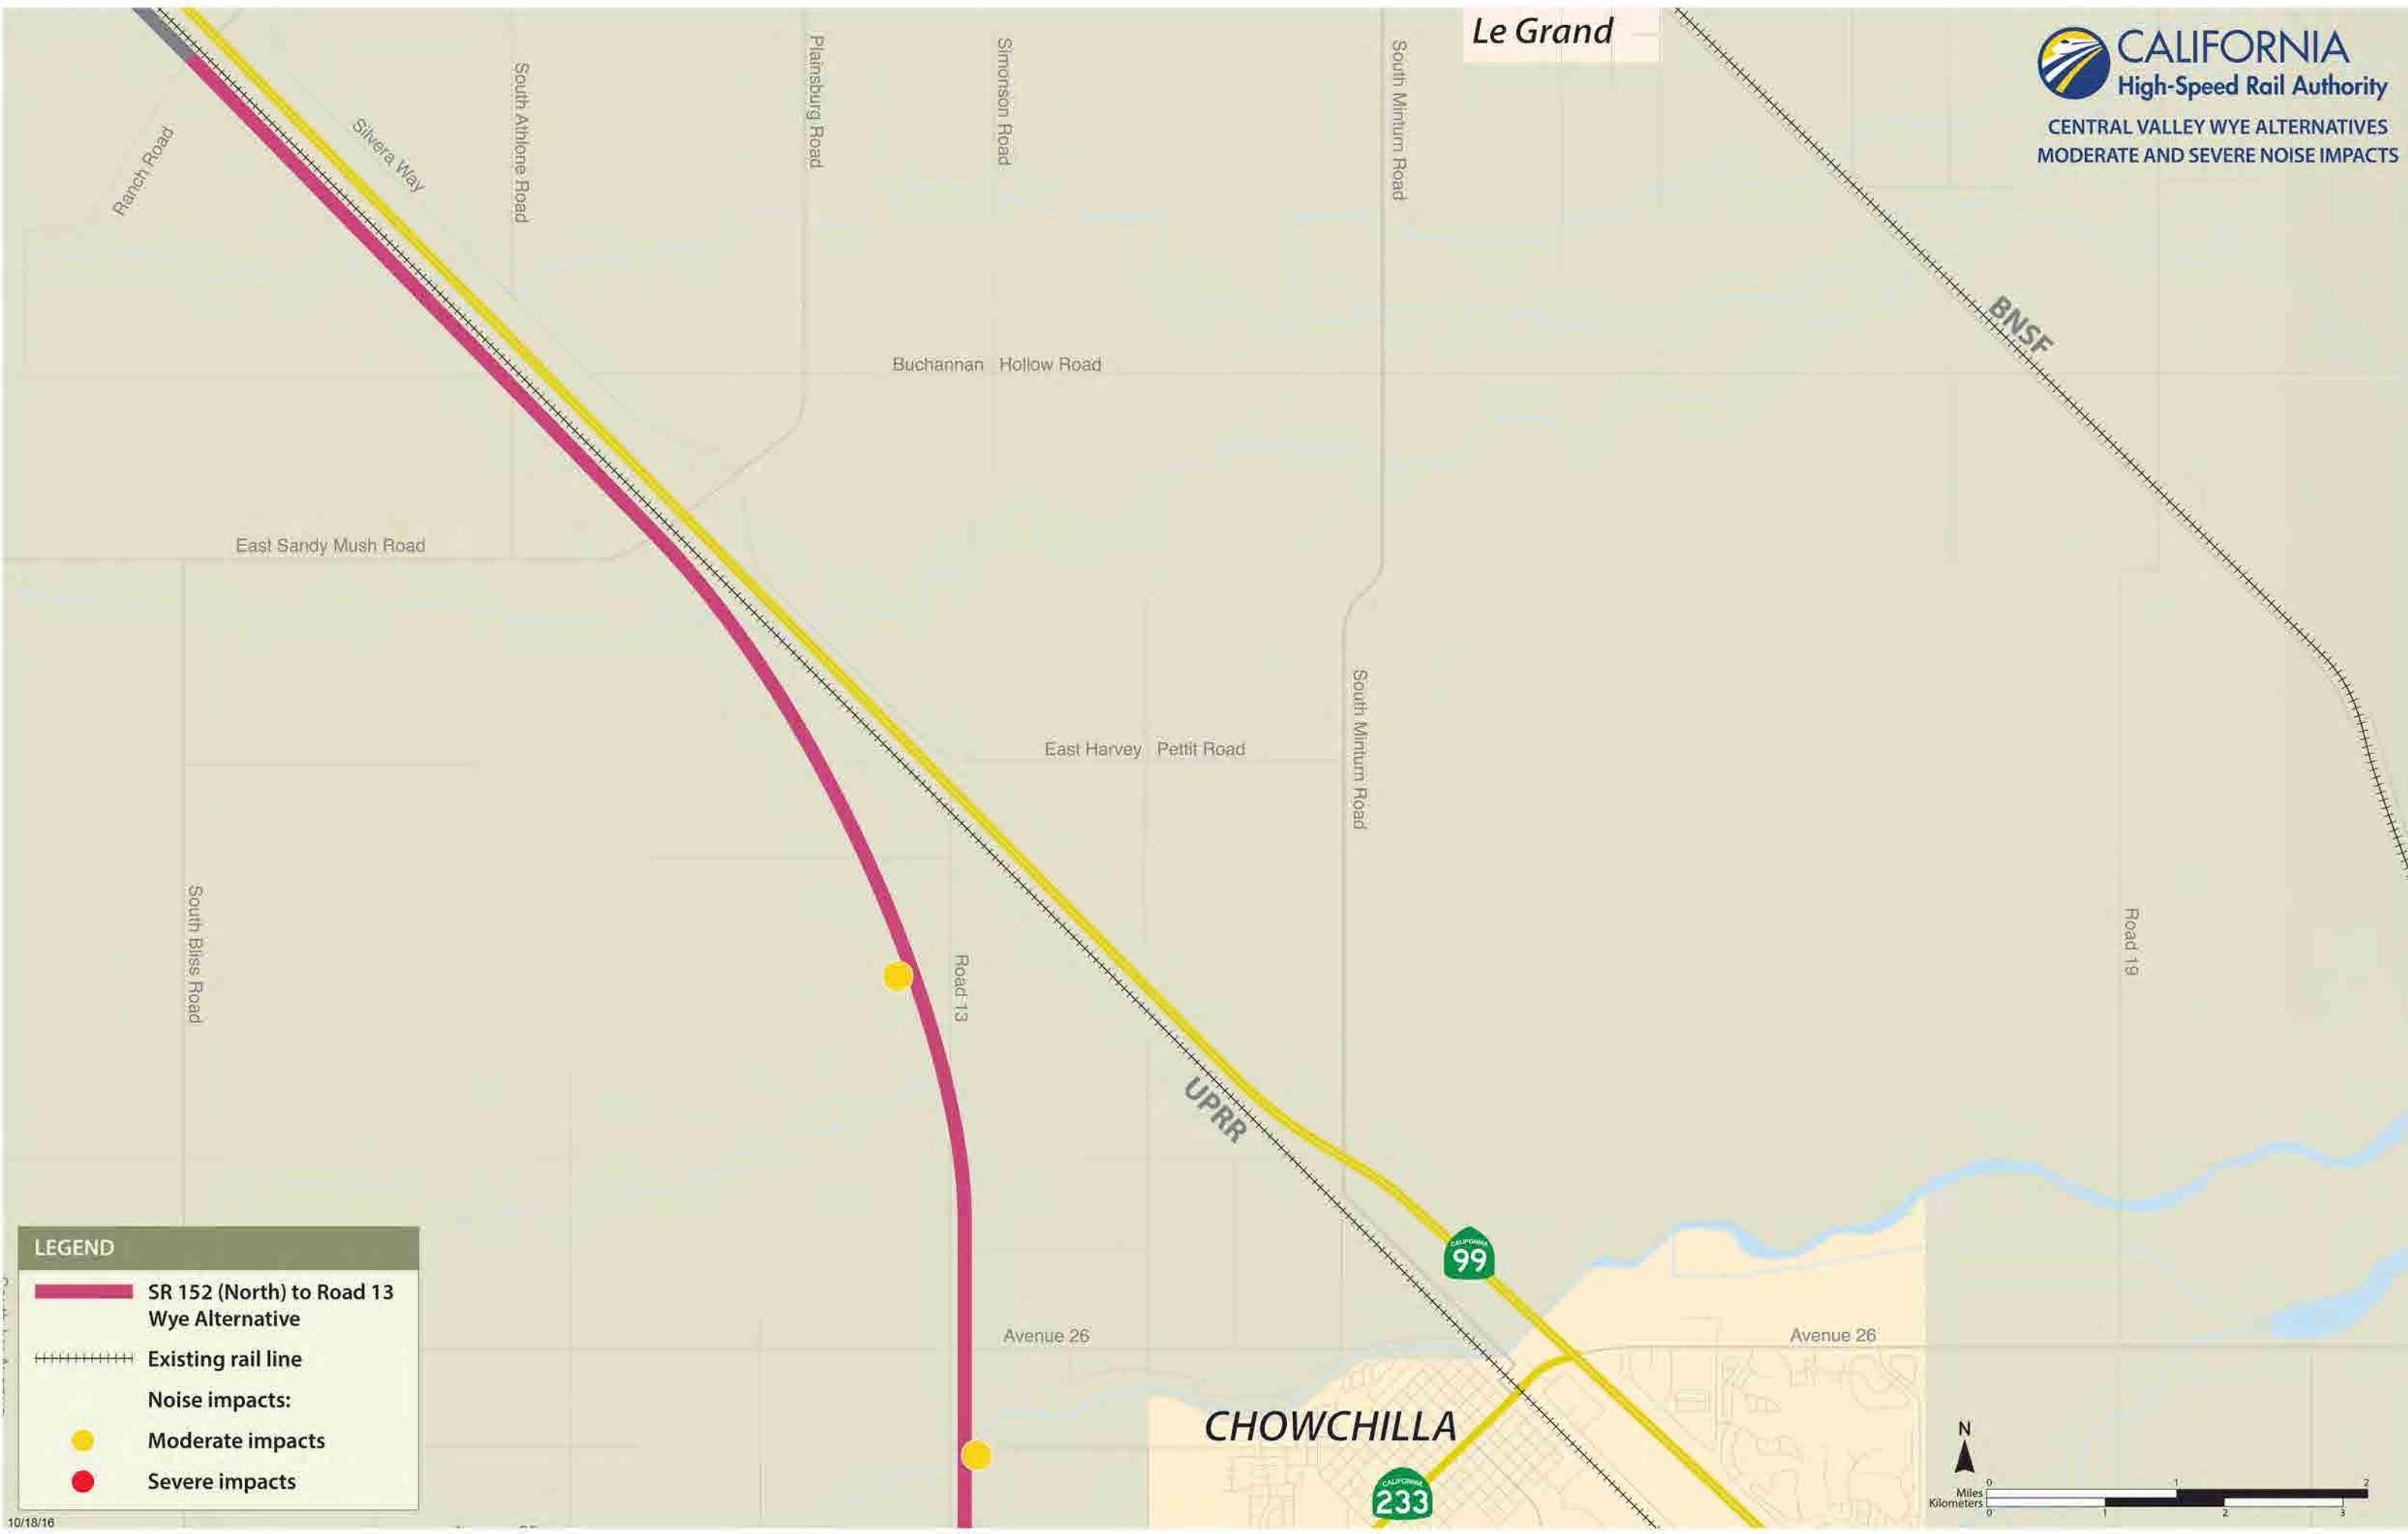 Le Grand
CALIFORNIA
High-Speed Rail Authority
CENTRAL VALLEY WYE ALTERNATIVES
MODERATE AND SEVERE NOISE IMPACTS
Ranch Road
Silvera Way
South Athlone Road
Plainsburg Road
Simonson Road
South Minturn Road
BNSF
Buchannan Hollow Road
East Sandy Mush Road
East Harvey Pettit Road
South Minturn Road
South Bliss Road
Road 13
Road 19
UPRR
CALIFORNIA
99
Avenue 26
Avenue 26
CHOWCHILLA
CALIFORNIA
233
LEGEND
SR 152 (North) to Road 13
Wye Alternative
Existing rail line
Noise impacts:
Moderate impacts
Severe impacts
N
0 1 2
Miles
Kilometers
0 1 2 3
10/18/16